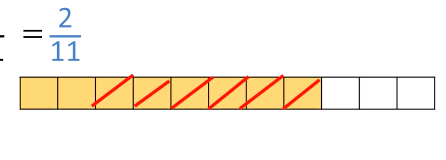 = 2/11